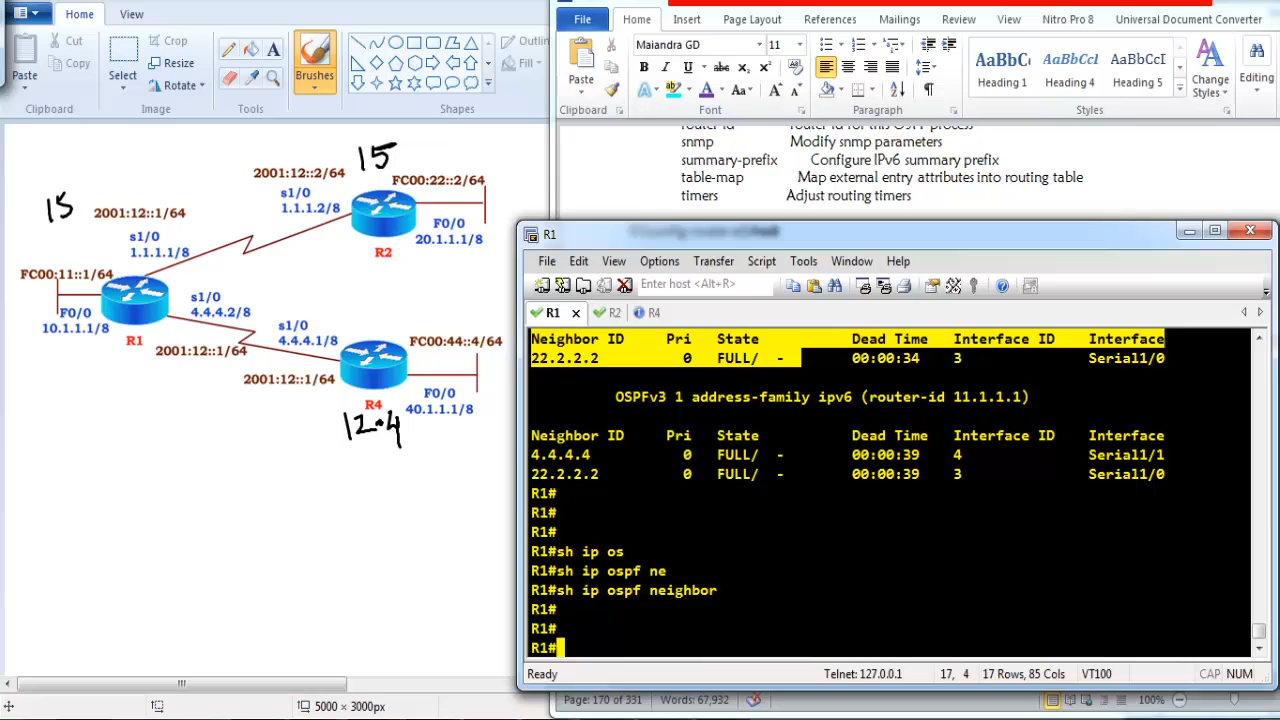 Home View
Cut
Copy
Paste
Clipboard
Select
Crop
Resize
Rotate
Image
Tools
Brushes
Shapes
Outlin
Fill
File Home Insert Page Layout References Mailings Review View Nitro Pro 8 Universal Document Converter
Paste
Clipboard
Maiandra GD 11
Font
Paragraph
AaBbCc AaBbCc AaBbC
Heading 1 Heading 4 Heading 5
Change Styles
Styles
Editing
router-id router-id for this OSPF process
snmp Modify snmp parameters
summary-prefix Configure IPv6 summary prefix
table-map Map external entry attributes into routing table
timers Adjust routing timers
15
2001:12::2/64
FC00:22::2/64
s1/0
1.1.1.2/8
F0/0
20.1.1.1/8
R2
15
2001:12::1/64
s1/0
1.1.1.1/8
FC00:11::1/64
F0/0
10.1.1.1/8
R1
s1/0
4.4.4.2/8
2001:12::1/64
s1/0
4.4.4.1/8
2001:12::1/64
FC00:44::4/64
F0/0
40.1.1.1/8
R4
12.4
R1
File Edit View Options Transfer Script Tools Window Help
Enter host <Alt+R>
R1 R2 R4
Neighbor ID Pri State Dead Time Interface ID Interface
22.2.2.2 0 FULL/ - 00:00:34 3 Serial1/0
OSPFv3 1 address-family ipv6 (router-id 11.1.1.1)
Neighbor ID Pri State Dead Time Interface ID Interface
4.4.4.4 0 FULL/ - 00:00:39 4 Serial1/1
22.2.2.2 0 FULL/ - 00:00:39 3 Serial1/0
R1#
R1#
R1#
R1#sh ip os
R1#sh ip ospf ne
R1#sh ip ospf neighbor
R1#
R1#
R1#
Ready Telnet: 127.0.0.1 17, 4 17 Rows, 85 Cols VT100 CAP NUM
Page: 170 of 331 Words: 67,932 100%
5000 × 3000px